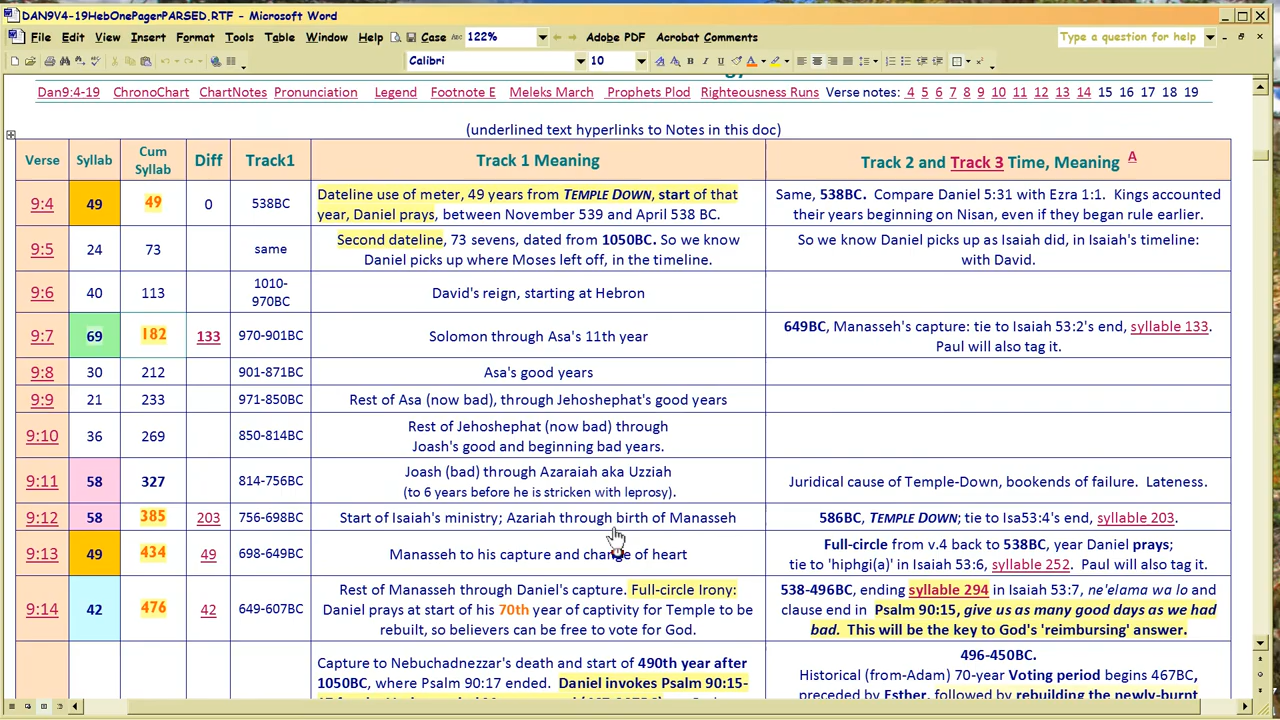 DAN9V4-19HebOnePagerPARSED.RTF - Microsoft Word
File Edit View Insert Format Tools Table Window Help Case 122% Adobe PDF Acrobat Comments Type a question for help
Calibri 10
Dan9:4-19 ChronoChart ChartNotes Pronunciation Legend Footnote E Meleks March Prophets Plod Righteousness Runs Verse notes: 4 5 6 7 8 9 10 11 12 13 14 15 16 17 18 19
(underlined text hyperlinks to Notes in this doc)
Verse Syllab Cum Syllab Diff Track1 Track 1 Meaning Track 2 and Track 3 Time, Meaning A
9:4 49 49 0 538BC Dateline use of meter, 49 years from TEMPLE DOWN, start of that
year, Daniel prays, between November 539 and April 538 BC.
Same, 538BC. Compare Daniel 5:31 with Ezra 1:1. Kings accounted
their years beginning on Nisan, even if they began rule earlier.
9:5 24 73 same Second dateline, 73 sevens, dated from 1050BC. So we know
Daniel picks up where Moses left off, in the timeline.
So we know Daniel picks up as Isaiah did, in Isaiah's timeline:
with David.
9:6 40 113 1010-
970BC David's reign, starting at Hebron
9:7 69 182 133 970-901BC Solomon through Asa's 11th year
649BC, Manasseh's capture: tie to Isaiah 53:2's end, syllable 133.
Paul will also tag it.
9:8 30 212 901-871BC Asa's good years
9:9 21 233 971-850BC Rest of Asa (now bad), through Jehoshephat's good years
9:10 36 269 850-814BC Rest of Jehoshephat (now bad) through
Joash's good and beginning bad years.
9:11 58 327 814-756BC Joash (bad) through Azaraiah aka Uzziah
(to 6 years before he is stricken with leprosy).
Juridical cause of Temple-Down, bookends of failure. Lateness.
9:12 58 385 203 756-698BC Start of Isaiah's ministry; Azariah through birth of Manasseh
586BC, TEMPLE DOWN; tie to Isa53:4's end, syllable 203.
9:13 49 434 49 698-649BC Manasseh to his capture and change of heart
Full-circle from v.4 back to 538BC, year Daniel prays;
tie to 'hiphgi(a)' in Isaiah 53:6, syllable 252. Paul will also tag it.
9:14 42 476 42 649-607BC Rest of Manasseh through Daniel's capture. Full-circle Irony:
Daniel prays at start of his 70th year of captivity for Temple to be
rebuilt, so believers can be free to vote for God.
538-496BC, ending syllable 294 in Isaiah 53:7, ne'elama wa lo and
clause end in Psalm 90:15, give us as many good days as we had
bad. This will be the key to God's 'reimbursing' answer.
Capture to Nebuchadnezzar's death and start of 490th year after
1050BC, where Psalm 90:17 ended. Daniel invokes Psalm 90:15-
496-450BC.
Historical (from-Adam) 70-year Voting period begins 467BC,
preceded by Esther, followed by rebuilding the newly-burnt